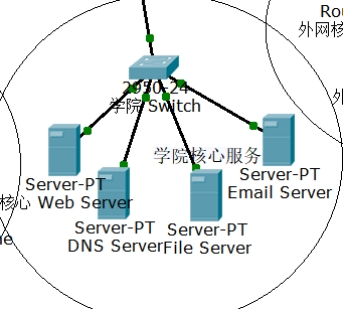 Rou
外网核
外
2950-24
学院 Switch
学院核心服务
Server-PT
核心 Web Server
Server-PT
Email Server
Server-PT
DNS Server
Server-PT
File Server
ne